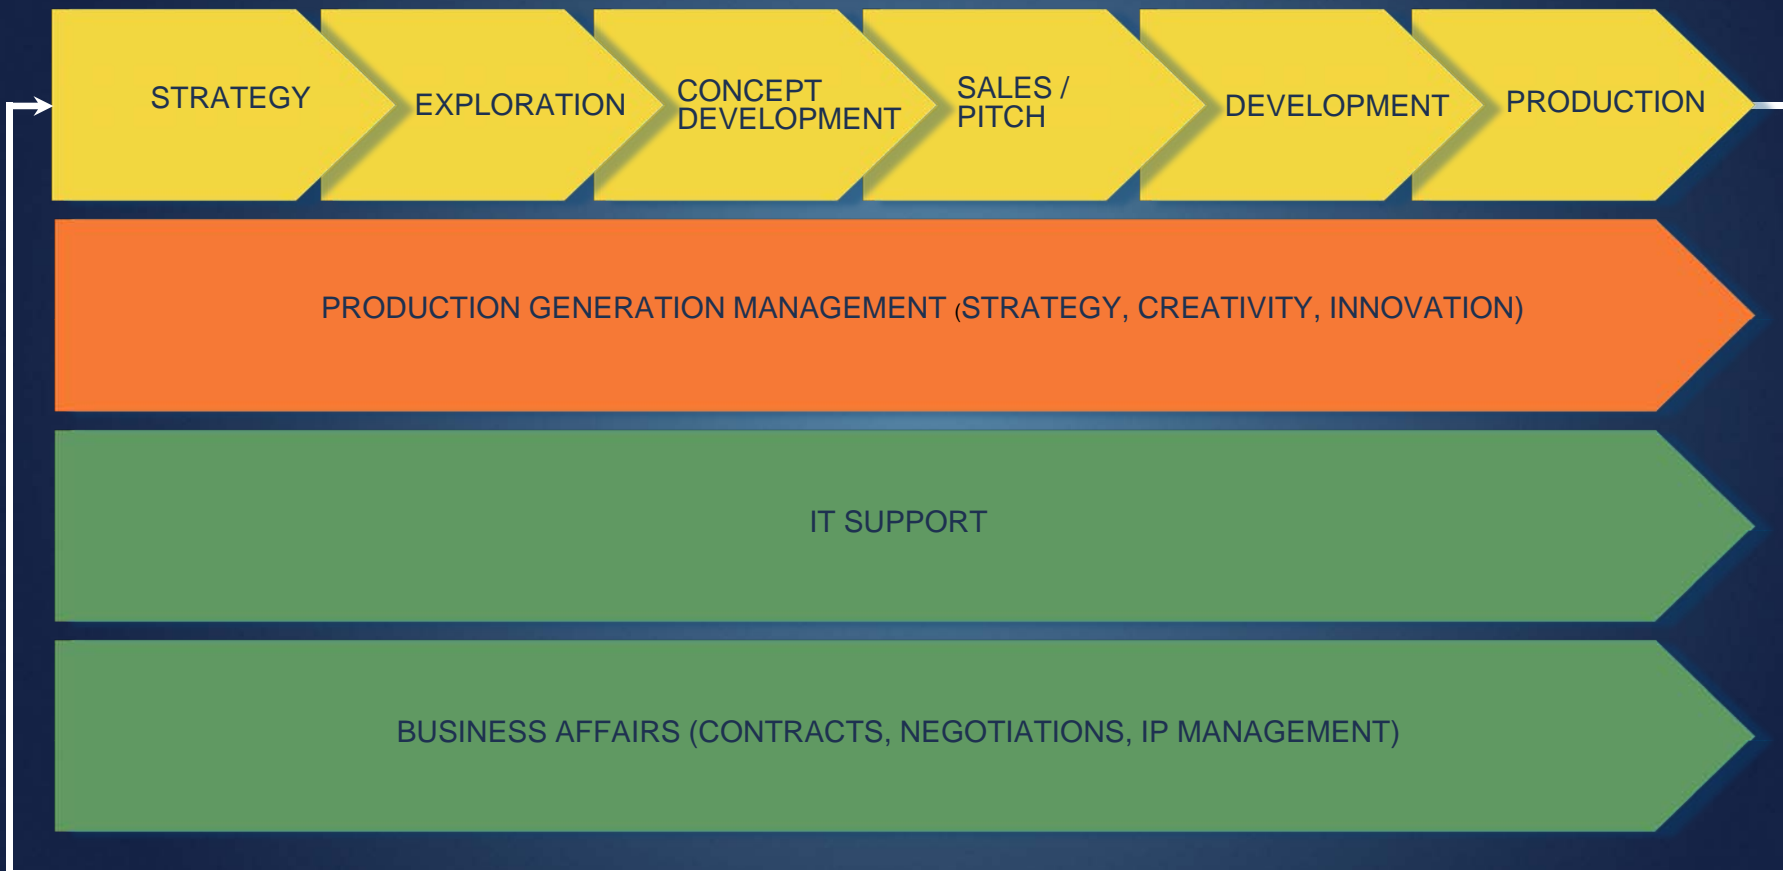 STRATEGY
EXPLORATION
CONCEPT
DEVELOPMENT
SALES /
PITCH
DEVELOPMENT
PRODUCTION
PRODUCTION GENERATION MANAGEMENT (STRATEGY, CREATIVITY, INNOVATION)
IT SUPPORT
BUSINESS AFFAIRS (CONTRACTS, NEGOTIATIONS, IP MANAGEMENT)